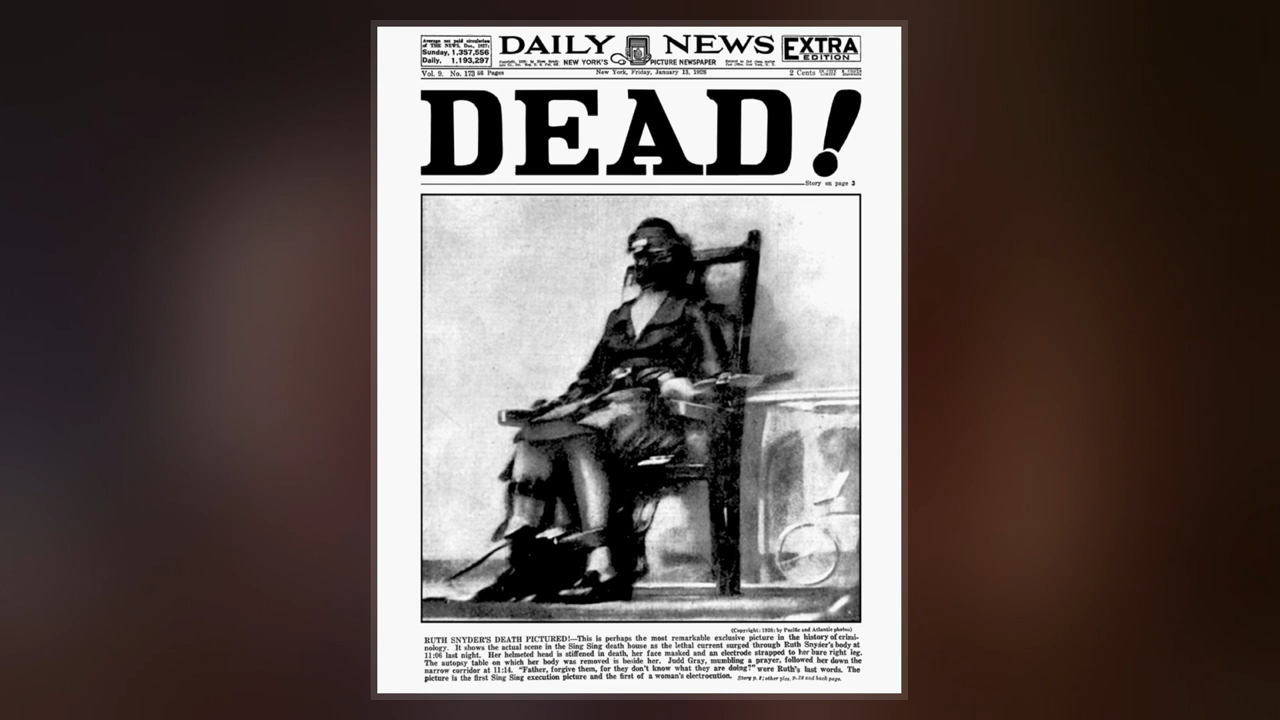 Average net paid circulation
of THE NEWS, Dec., 1927:
Sunday, 1,357,556
Daily, 1,193,297
DAILY NEWS
NEW YORK'S PICTURE NEWSPAPER
EXTRA
EDITION
Vol. 9. No. 173 56 Pages
New York, Friday, January 13, 1928
2 Cents
DEAD!
Story on page 3
(Copyright: 1928: by Pacific and Atlantic photos)
RUTH SNYDER'S DEATH PICTURED!—This is perhaps the most remarkable exclusive picture in the history of crimi-
nology. It shows the actual scene in the Sing Sing death house as the lethal current surged through Ruth Snyder's body at
11:06 last night. Her helmeted head is stiffened in death, her face masked and an electrode strapped to her bare right leg.
The autopsy table on which her body was removed is beside her. Judd Gray, mumbling a prayer, followed her down the
narrow corridor at 11:14. "Father, forgive them, for they don't know what they are doing?" were Ruth's last words. The
picture is the first Sing Sing execution picture and the first of a woman's electrocution. Story p. 3; other pics. p. 28 and back page.